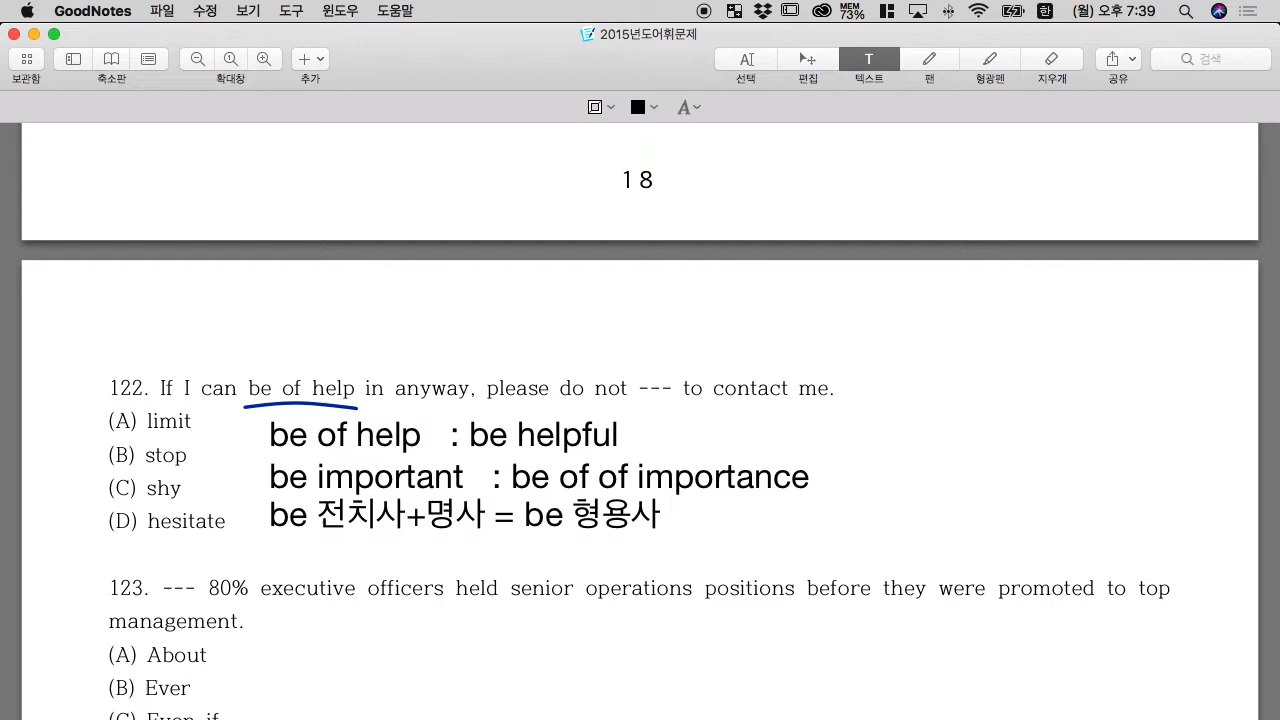 GoodNotes 파일 수정 보기 도구 윈도우 도움말 MEM 73% 한 (월) 오후 7:39
2015년도어휘문제
보관함 축소판 확대창 추가 선택 편집 텍스트 펜 형광펜 지우개 공유 검색
18
122. If I can be of help in anyway, please do not --- to contact me.
(A) limit
be of help : be helpful
(B) stop
be important : be of of importance
(C) shy
be 전치사+명사 = be 형용사
(D) hesitate
123. --- 80% executive officers held senior operations positions before they were promoted to top
management.
(A) About
(B) Ever
(C) Even if